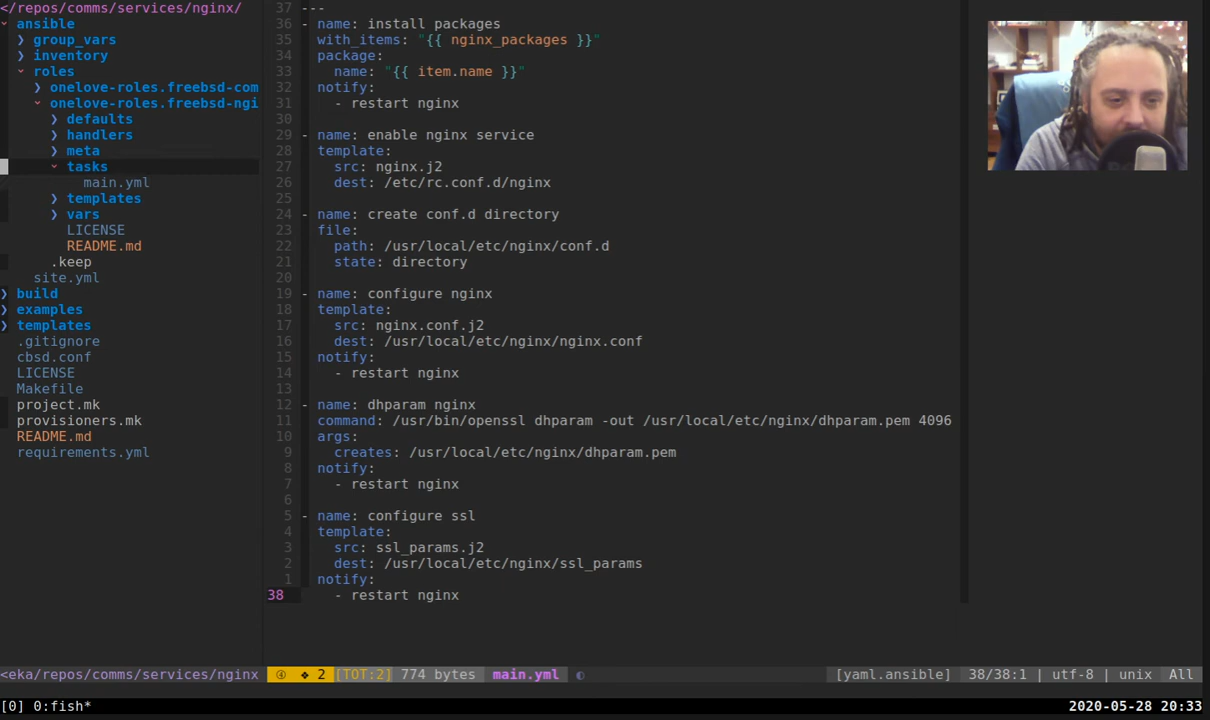 </repos/comms/services/nginx/
ansible
group_vars
inventory
roles
onelove-roles.freebsd-com
onelove-roles.freebsd-ngi
defaults
handlers
meta
tasks
main.yml
templates
vars
LICENSE
README.md
.keep
site.yml
build
examples
templates
.gitignore
cbsd.conf
LICENSE
Makefile
project.mk
provisioners.mk
README.md
requirements.yml
37 ---
36 - name: install packages
35 with_items: "{{ nginx_packages }}"
34 package:
33 name: "{{ item.name }}"
32 notify:
31 - restart nginx
30
29 - name: enable nginx service
28 template:
27 src: nginx.j2
26 dest: /etc/rc.conf.d/nginx
25
24 - name: create conf.d directory
23 file:
22 path: /usr/local/etc/nginx/conf.d
21 state: directory
20
19 - name: configure nginx
18 template:
17 src: nginx.conf.j2
16 dest: /usr/local/etc/nginx/nginx.conf
15 notify:
14 - restart nginx
13
12 - name: dhparam nginx
11 command: /usr/bin/openssl dhparam -out /usr/local/etc/nginx/dhparam.pem 4096
10 args:
9 creates: /usr/local/etc/nginx/dhparam.pem
8 notify:
7 - restart nginx
6
5 - name: configure ssl
4 template:
3 src: ssl_params.j2
2 dest: /usr/local/etc/nginx/ssl_params
1 notify:
38 - restart nginx
<eka/repos/comms/services/nginx ④ ❖ 2 [TOT:2] 774 bytes main.yml [yaml.ansible] 38/38:1 | utf-8 | unix All
[0] 0:fish* 2020-05-28 20:33